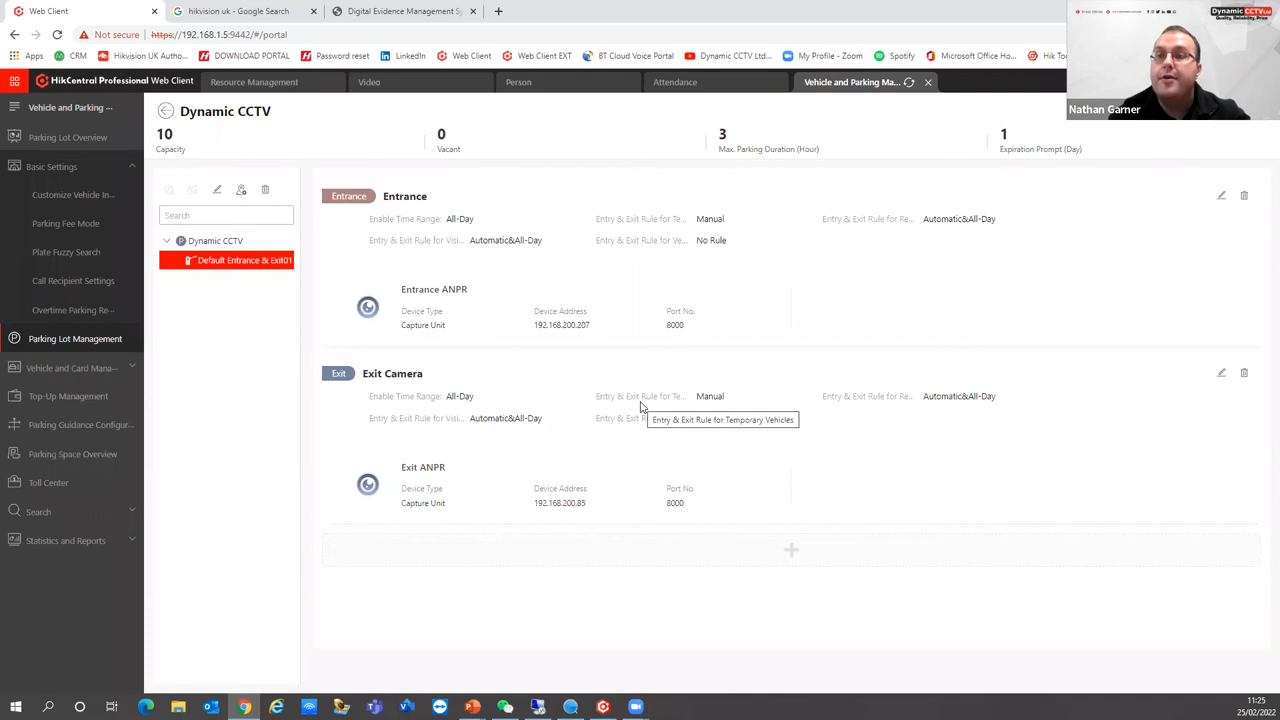 Web Client
hikvision uk - Google Search
Digital Evidence Management Sy
Not secure
https://192.168.1.5:9442/#/portal
Apps
CRM
Hikvision UK Autho...
DOWNLOAD PORTAL
Password reset
LinkedIn
Web Client
Web Client EXT
BT Cloud Voice Portal
Dynamic CCTV Ltd...
My Profile - Zoom
Spotify
Microsoft Office Ho...
Hik To
Dynamic CCTV Ltd
Quality, Reliability, Price
Nathan Garner
HikCentral Professional Web Client
Resource Management
Video
Person
Attendance
Vehicle and Parking Ma...
Vehicle and Parking ...
Parking Lot Overview
Basic Settings
Customize Vehicle In...
Parking Fee Mode
Plate Fuzzy Search
Call Recipient Settings
Overtime Parking Re...
Parking Lot Management
Vehicle and Card Mana...
Top-Up Management
Parking Guidance Configur...
Parking Space Overview
Toll Center
Search
Statistics and Reports
Dynamic CCTV
10
Capacity
0
Vacant
3
Max. Parking Duration (Hour)
1
Expiration Prompt (Day)
Search
Dynamic CCTV
Default Entrance & Exit01
Entrance
Entrance
Enable Time Range: All-Day
Entry & Exit Rule for Te... Manual
Entry & Exit Rule for Re... Automatic&All-Day
Entry & Exit Rule for Visi... Automatic&All-Day
Entry & Exit Rule for Ve... No Rule
Entrance ANPR
Device Type
Device Address
Port No.
Capture Unit
192.168.200.207
8000
Exit
Exit Camera
Enable Time Range: All-Day
Entry & Exit Rule for Te... Manual
Entry & Exit Rule for Re... Automatic&All-Day
Entry & Exit Rule for Visi... Automatic&All-Day
Entry & Exit R
Entry & Exit Rule for Temporary Vehicles
Exit ANPR
Device Type
Device Address
Port No.
Capture Unit
192.168.200.85
8000
11:25
25/02/2022